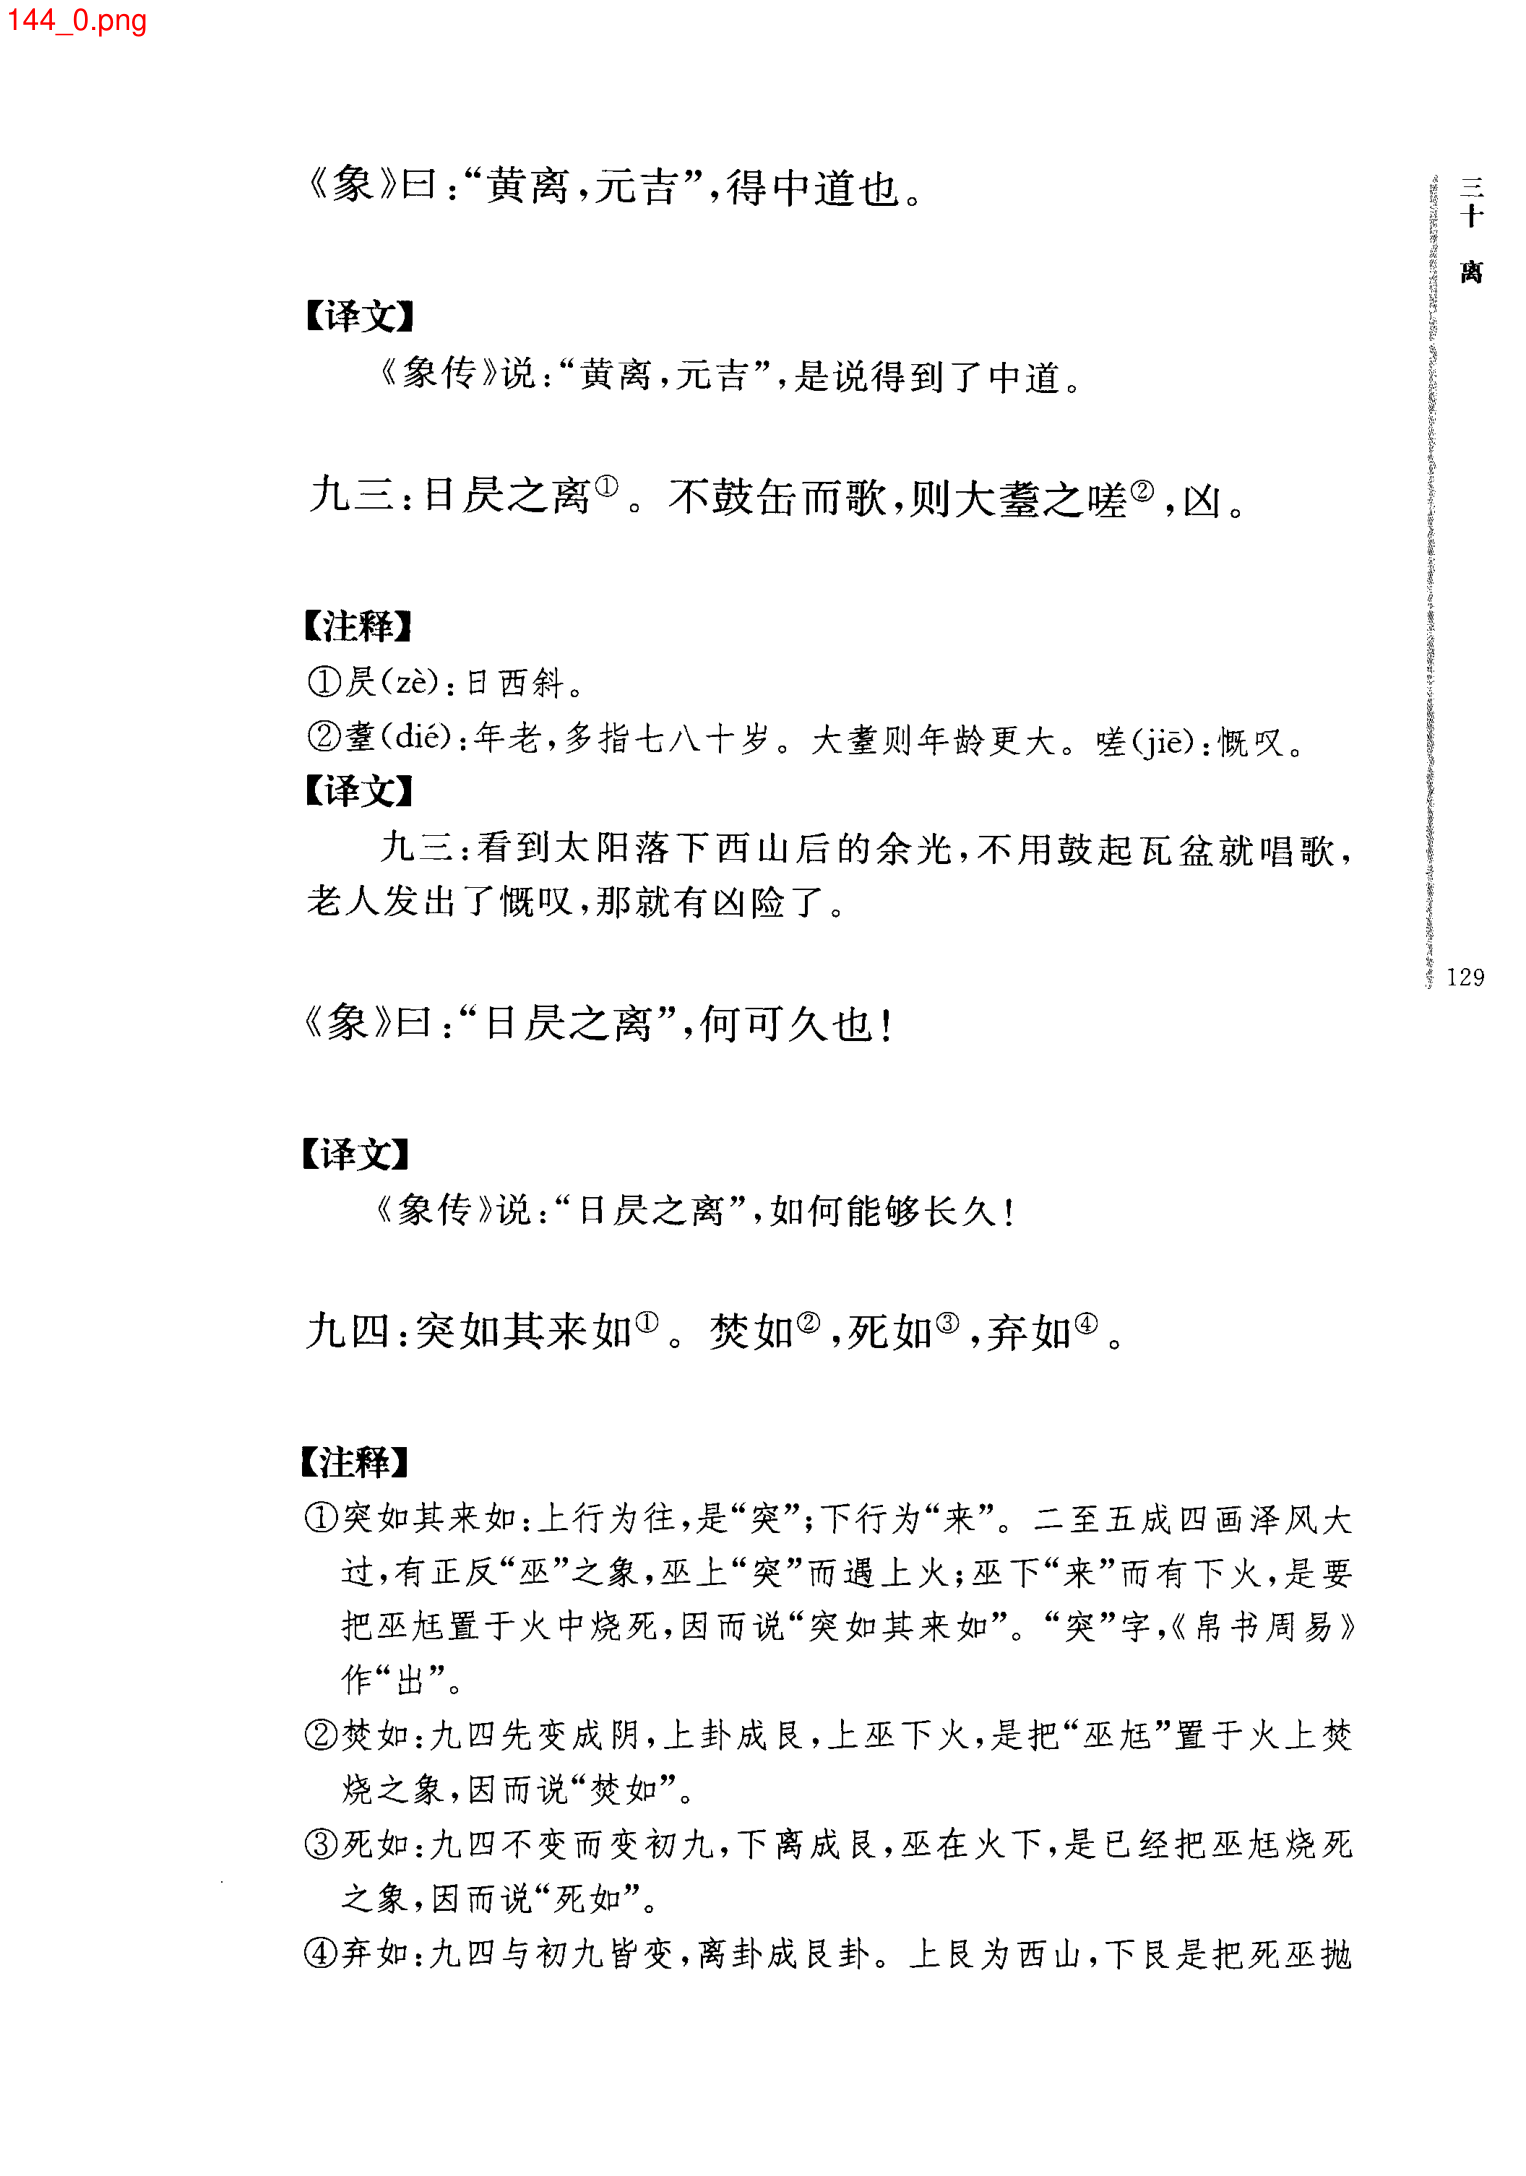 144_0.png
《象》曰：“黄离，元吉”，得中道也。
三十 离
【译文】
《象传》说：“黄离，元吉”，是说得到了中道。
九三：日昃之离①。不鼓缶而歌，则大耋之嗟②，凶。
【注释】
①昃(zè)：日西斜。
②耋(dié)：年老，多指七八十岁。大耋则年龄更大。嗟(jiē)：慨叹。
【译文】
九三：看到太阳落下西山后的余光，不用鼓起瓦盆就唱歌，
老人发出了慨叹，那就有凶险了。
129
《象》曰：“日昃之离”，何可久也！
【译文】
《象传》说：“日昃之离”，如何能够长久！
九四：突如其来如①。焚如②，死如③，弃如④。
【注释】
①突如其来如：上行为往，是“突”；下行为“来”。二至五成四画泽风大
过，有正反“巫”之象，巫上“突”而遇上火；巫下“来”而有下火，是要
把巫尪置于火中烧死，因而说“突如其来如”。“突”字，《帛书周易》
作“出”。
②焚如：九四先变成阴，上卦成艮，上巫下火，是把“巫尪”置于火上焚
烧之象，因而说“焚如”。
③死如：九四不变而变初九，下离成艮，巫在火下，是已经把巫尪烧死
之象，因而说“死如”。
④弃如：九四与初九皆变，离卦成艮卦。上艮为西山，下艮是把死巫抛